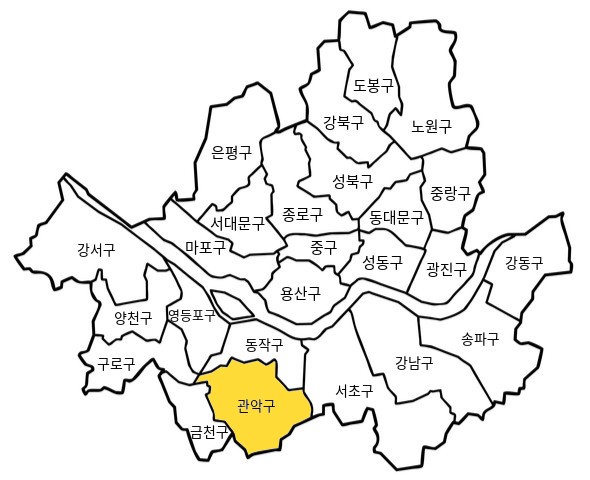 도봉구
강북구
노원구
은평구
성북구
중랑구
서대문구
종로구
동대문구
마포구
중구
강서구
성동구
광진구
강동구
용산구
양천구
영등포구
동작구
송파구
구로구
강남구
서초구
관악구
금천구